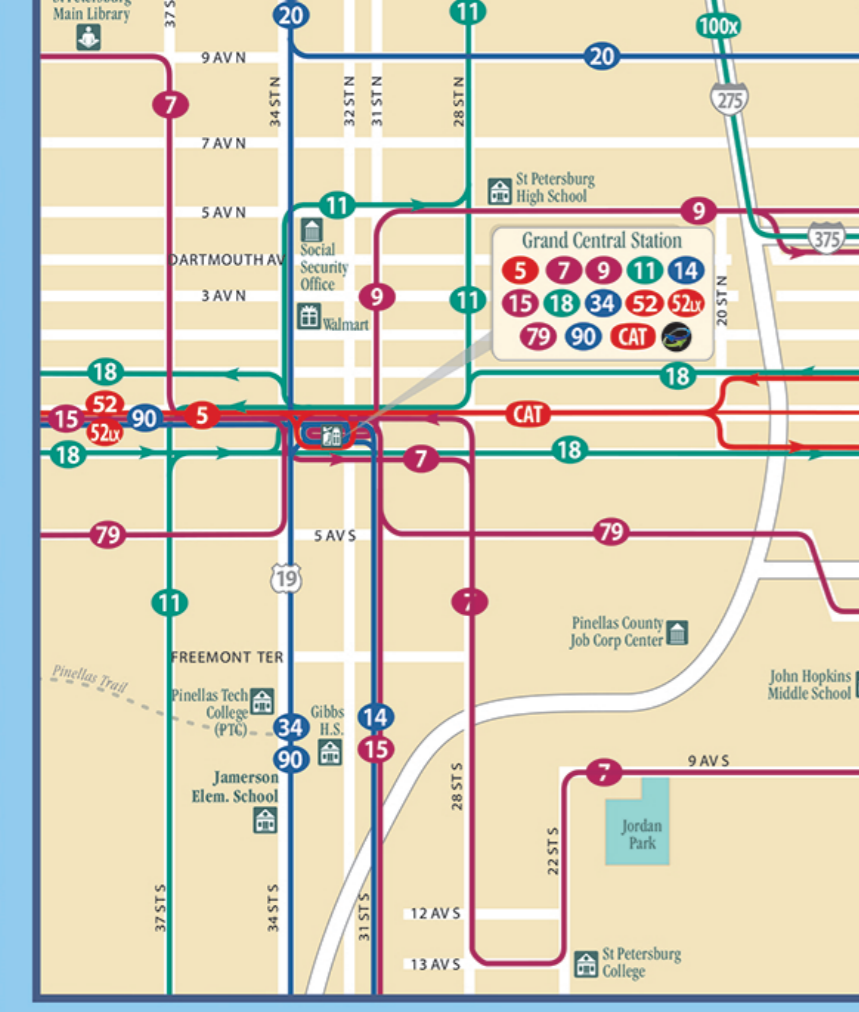 St Petersburg
Main Library
37 S
20
11
100x
9 AV N
20
7
34 ST N
32 ST N
31 ST N
28 ST N
275
7 AV N
St Petersburg
High School
11
5 AV N
9
375
Grand Central Station
5 7 9 11 14
15 18 34 52 52LX
79 90 CAT
DARTMOUTH AV
Social
Security
Office
3 AV N
9
11
20 ST N
Walmart
18
18
52
15
90
5
CAT
52LX
18
7
18
79
5 AV S
79
19
11
7
Pinellas County
Job Corp Center
FREEMONT TER
Pinellas Trail
John Hopkins
Middle School
Pinellas Tech
College
(PTC)
34
Gibbs
H.S.
14
90
15
Jamerson
Elem. School
28 ST S
9 AV S
7
Jordan
Park
22 ST S
37 ST S
34 ST S
31 ST S
12 AV S
13 AV S
St Petersburg
College